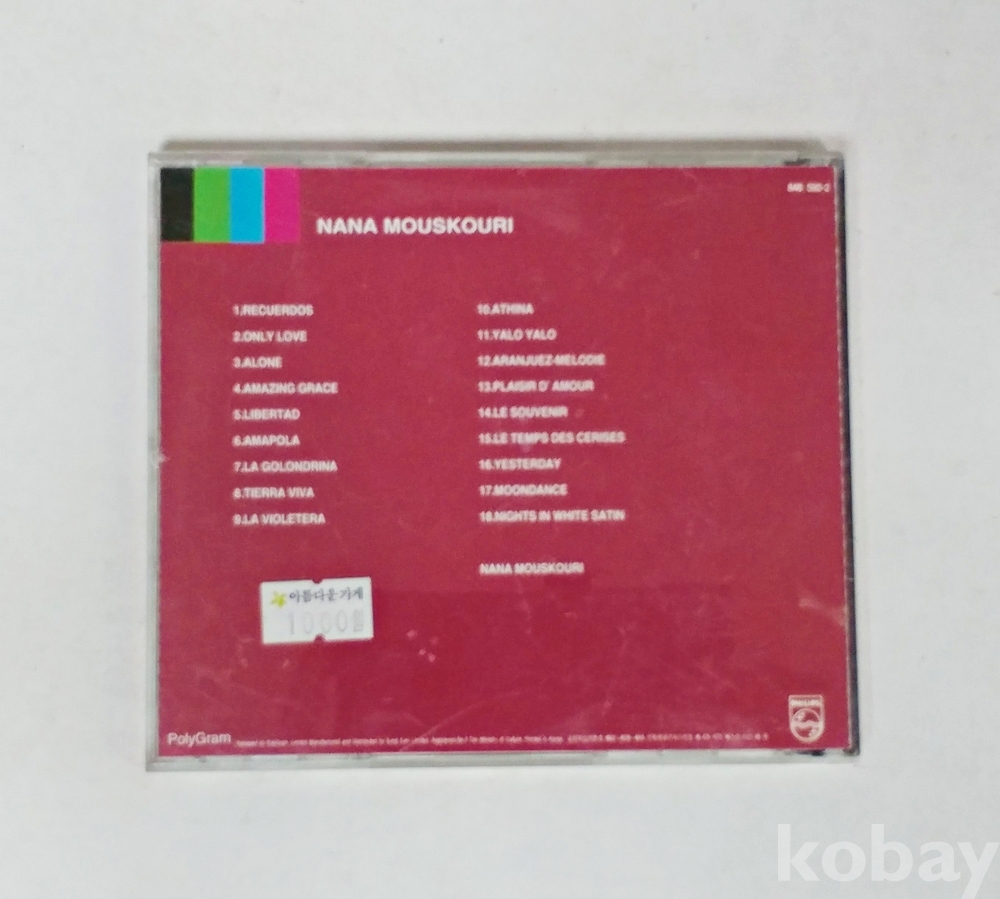 NANA MOUSKOURI
1.RECUERDOS
2.ONLY LOVE
3.ALONE
4.AMAZING GRACE
5.LIBERTAD
6.AMAPOLA
7.LA GOLONDRINA
8.TIERRA VIVA
9.LA VIOLETERA
10.ATHINA
11.YALO YALO
12.ARANJUEZ-MELODIE
13.PLAISIR D' AMOUR
14.LE SOUVENIR
15.LE TEMPS DES CERISES
16.YESTERDAY
17.MOONDANCE
18.NIGHTS IN WHITE SATIN
NANA MOUSKOURI
아름다운가게
1000원
PHILIPS
PolyGram
kobay